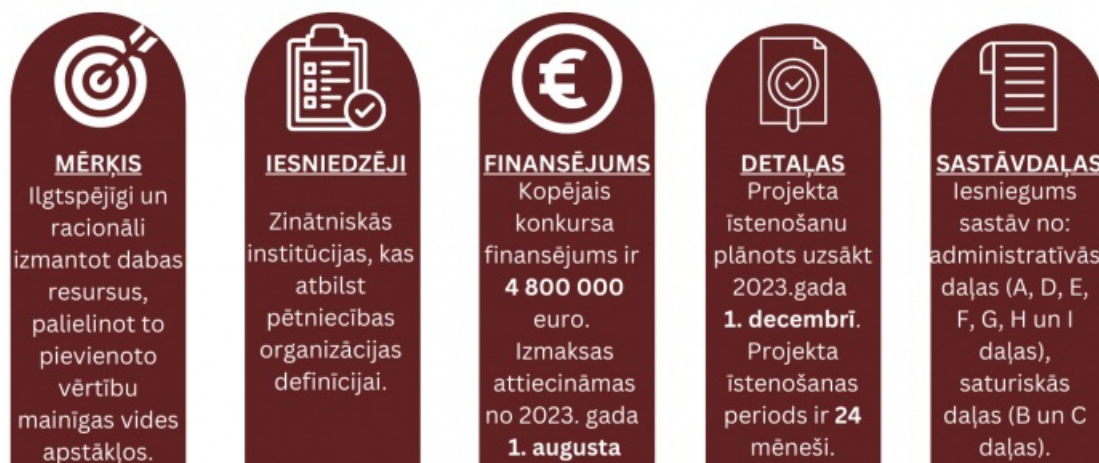 MĒRĶIS
Ilgtspējīgi un
racionāli
izmantot dabas
resursus,
palielinot to
pievienoto
vērtību
mainīgas vides
apstākļos.
IESNIEDZĒJI
Zinātniskās
institūcijas, kas
atbilst
pētniecības
organizācijas
definīcijai.
FINANSĒJUMS
Kopējais
konkursa
finansējums ir
4 800 000
euro.
Izmaksas
attiecināmas
no 2023. gada
1. augusta
DETAĻAS
Projekta
īstenošanu
plānots uzsākt
2023.gada
1. decembrī.
Projekta
īstenošanas
periods ir 24
mēneši.
SASTĀVDAĻAS
Iesniegums
sastāv no:
administratīvās
daļas (A, D, E,
F, G, H un I
daļas),
saturiskās
daļas (B un C
daļas).